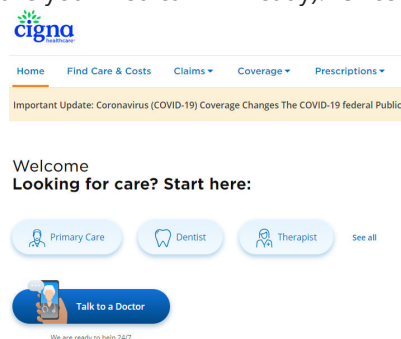 cigna
healthcare
Home Find Care & Costs Claims Coverage Prescriptions
Important Update: Coronavirus (COVID-19) Coverage Changes The COVID-19 federal Public
Welcome
Looking for care? Start here:
Primary Care Dentist Therapist See all
Talk to a Doctor
We are ready to help 24/7